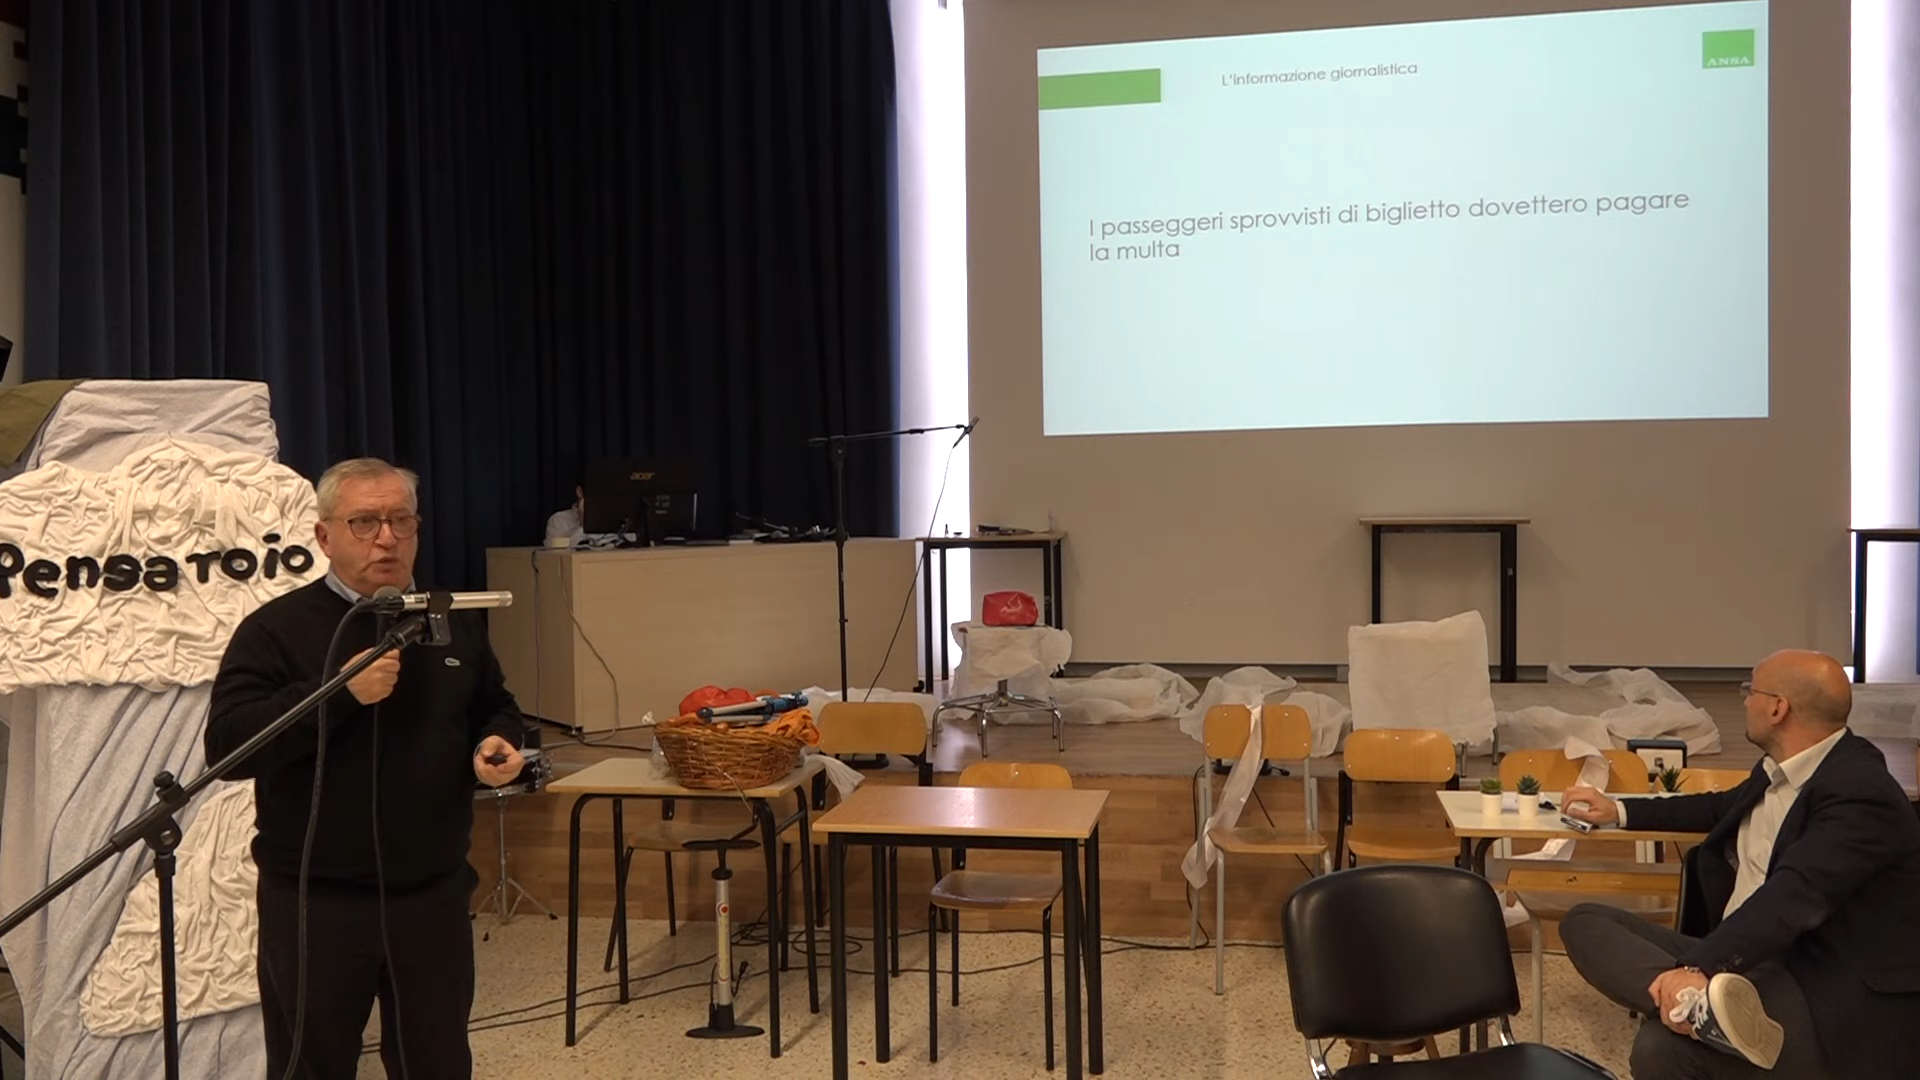 L'informazione giornalistica
ANSA
I passeggeri sprovvisti di biglietto dovettero pagare
la multa
acer
Pensatoio